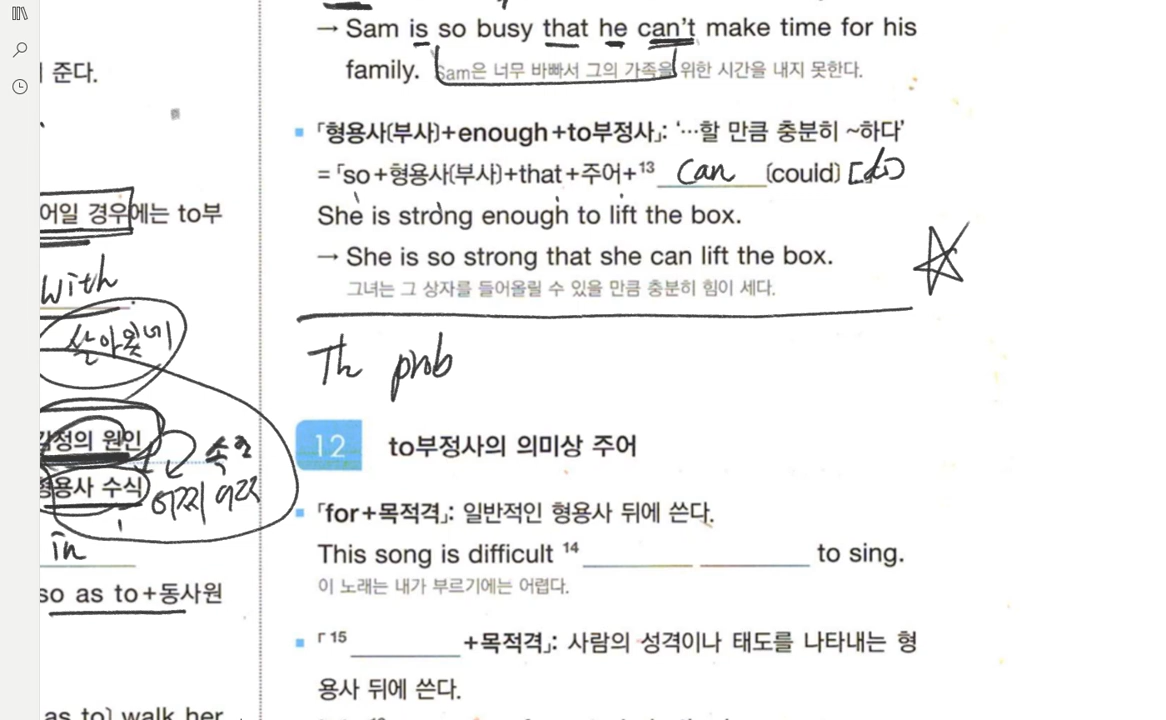 준다.
어일 경우에는 to부
with
살아옷네
감정의 원인
형용사 수식
in
so as to+동사원
as to) walk her
→ Sam is so busy that he can't make time for his
family. Sam은 너무 바빠서 그의 가족을 위한 시간을 내지 못한다.
「형용사(부사)+enough+to부정사」: '…할 만큼 충분히 ~하다'
=「so+형용사(부사)+that+주어+13 can (could)
She is strong enough to lift the box.
→ She is so strong that she can lift the box.
그녀는 그 상자를 들어올릴 수 있을 만큼 충분히 힘이 세다.
Th prob
12 to부정사의 의미상 주어
「for+목적격」: 일반적인 형용사 뒤에 쓴다.
This song is difficult 14 to sing.
이 노래는 내가 부르기에는 어렵다.
「15 +목적격」: 사람의 성격이나 태도를 나타내는 형
용사 뒤에 쓴다.